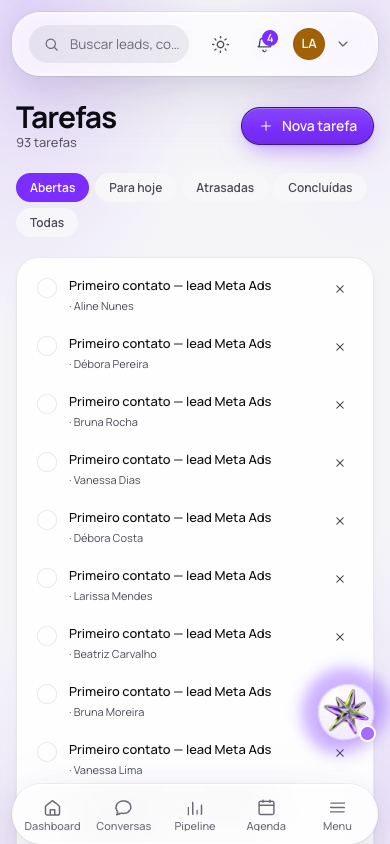 Buscar leads, co...
4
LA
Tarefas
93 tarefas
+ Nova tarefa
Abertas
Para hoje
Atrasadas
Concluídas
Todas
Primeiro contato — lead Meta Ads
· Aline Nunes
Primeiro contato — lead Meta Ads
· Débora Pereira
Primeiro contato — lead Meta Ads
· Bruna Rocha
Primeiro contato — lead Meta Ads
· Vanessa Dias
Primeiro contato — lead Meta Ads
· Débora Costa
Primeiro contato — lead Meta Ads
· Larissa Mendes
Primeiro contato — lead Meta Ads
· Beatriz Carvalho
Primeiro contato — lead Meta Ads
· Bruna Moreira
Primeiro contato — lead Meta Ads
· Vanessa Lima
Dashboard
Conversas
Pipeline
Agenda
Menu